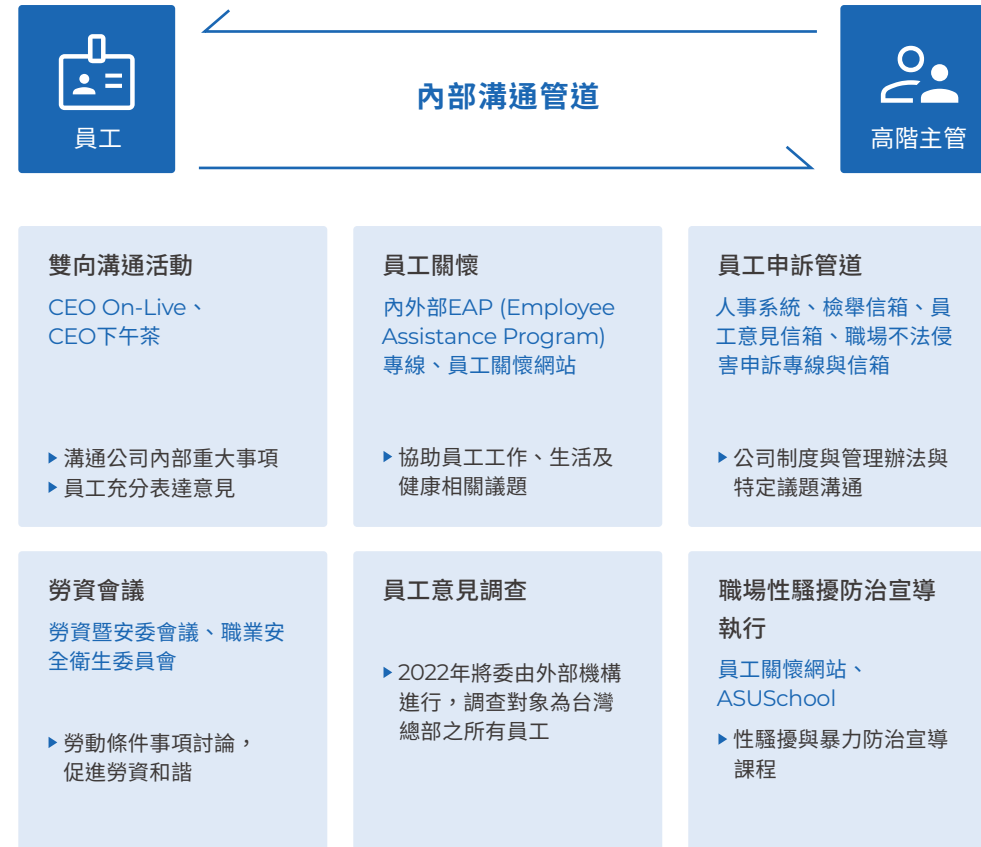 員工
內部溝通管道
高階主管
雙向溝通活動
CEO On-Live、
CEO下午茶
▸溝通公司內部重大事項
▸員工充分表達意見
員工關懷
內外部EAP (Employee
Assistance Program)
專線、員工關懷網站
▸協助員工工作、生活及
健康相關議題
員工申訴管道
人事系統、檢舉信箱、員
工意見信箱、職場不法侵
害申訴專線與信箱
▸公司制度與管理辦法與
特定議題溝通
勞資會議
勞資暨安委會議、職業安
全衛生委員會
▸勞動條件事項討論，
促進勞資和諧
員工意見調查
▸2022年將委由外部機構
進行，調查對象為台灣
總部之所有員工
職場性騷擾防治宣導
執行
員工關懷網站、
ASUSchool
▸性騷擾與暴力防治宣導
課程